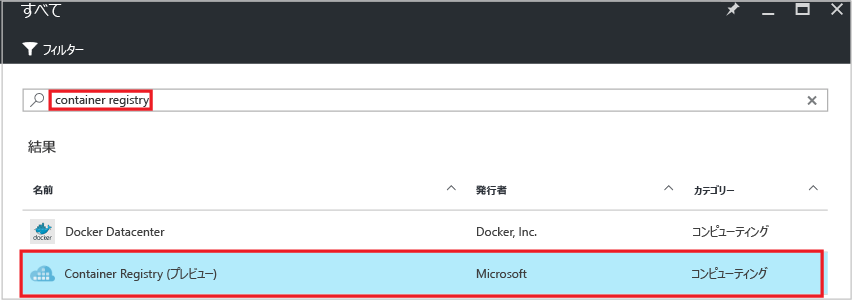 すべて
フィルター
container registry
結果
名前 発行者 カテゴリー
docker Docker Datacenter Docker, Inc. コンピューティング
Container Registry (プレビュー) Microsoft コンピューティング